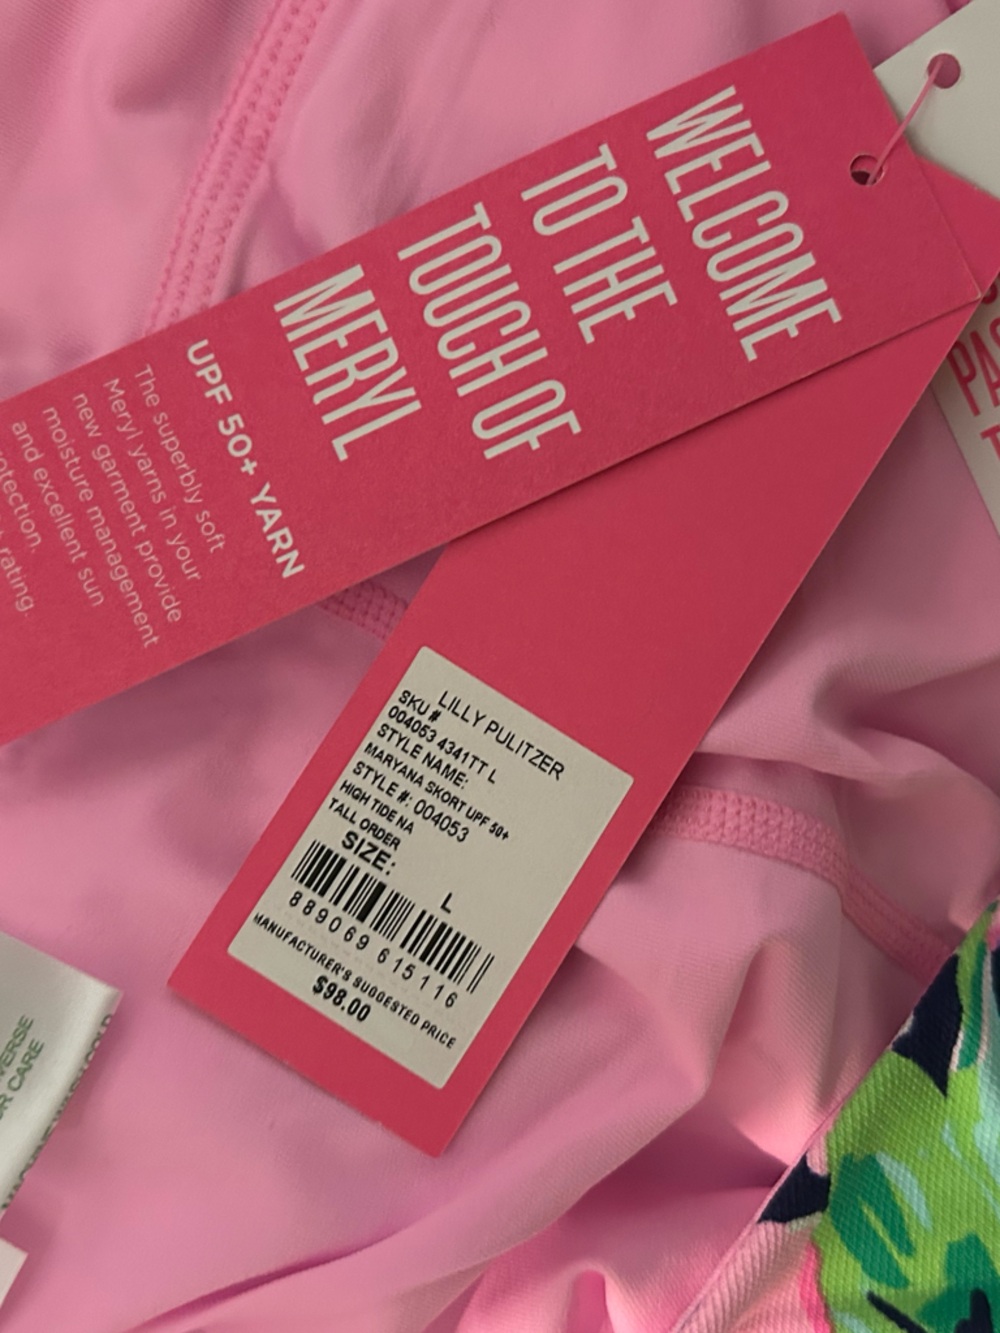 WELCOME
TO THE
TOUCH OF
MERYL
UPF 50+ YARN
The superbly soft
Meryl yarns in your
new garment provide
moisture management
and excellent sun
rating.
LILLY PULITZER
SKU #
004053 4341TT L
STYLE NAME:
MARYANA SKORT UPF 50+
STYLE #: 004053
HIGH TIDE NA
TALL ORDER
SIZE:
L
889069 615116
MANUFACTURER'S SUGGESTED PRICE
$98.00
CARE